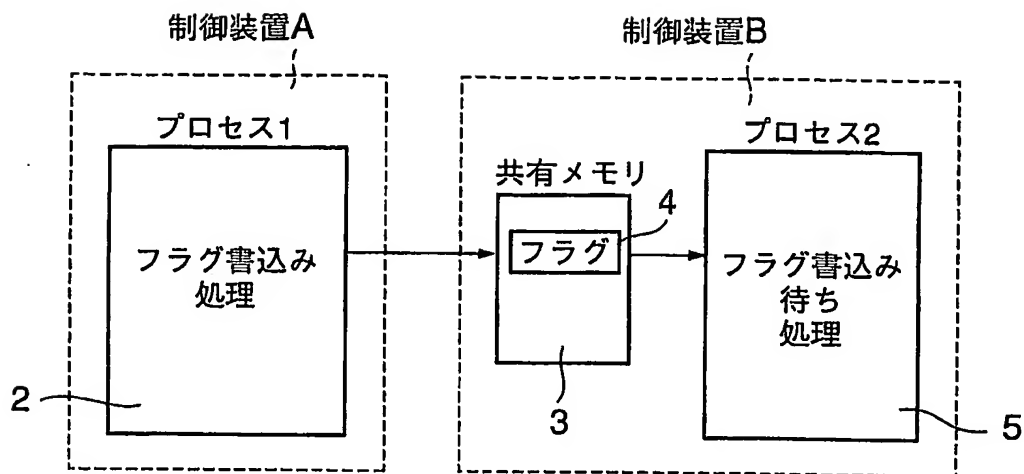 制御装置A
制御装置B
プロセス1
プロセス2
共有メモリ
4
フラグ
フラグ書込み
処理
フラグ書込み
待ち
処理
2
3
5